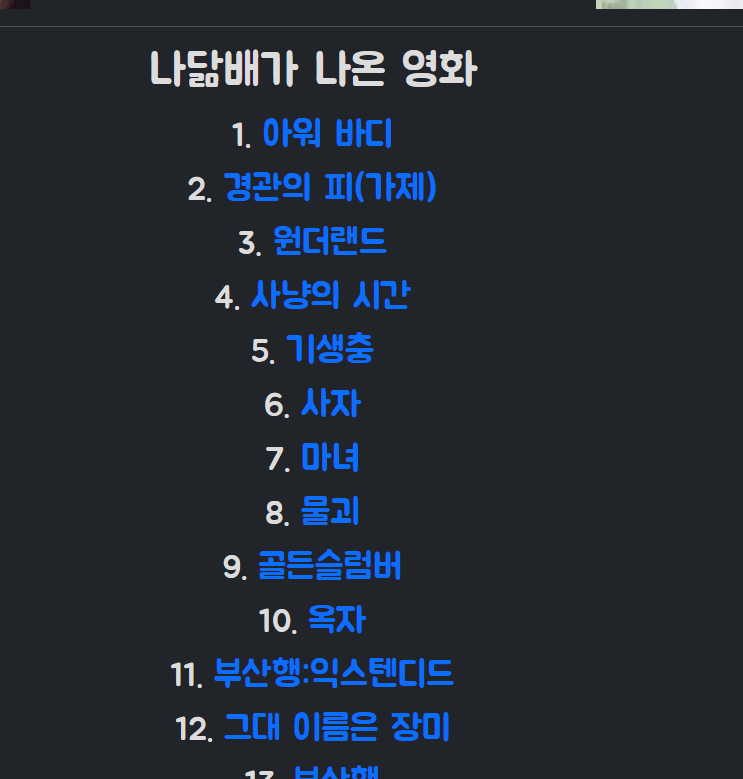 나닮배가 나온 영화
1. 아워 바디
2. 경관의 피(가제)
3. 원더랜드
4. 사냥의 시간
5. 기생충
6. 사자
7. 마녀
8. 물괴
9. 골든슬럼버
10. 옥자
11. 부산행:익스텐디드
12. 그대 이름은 장미
13. 부산행